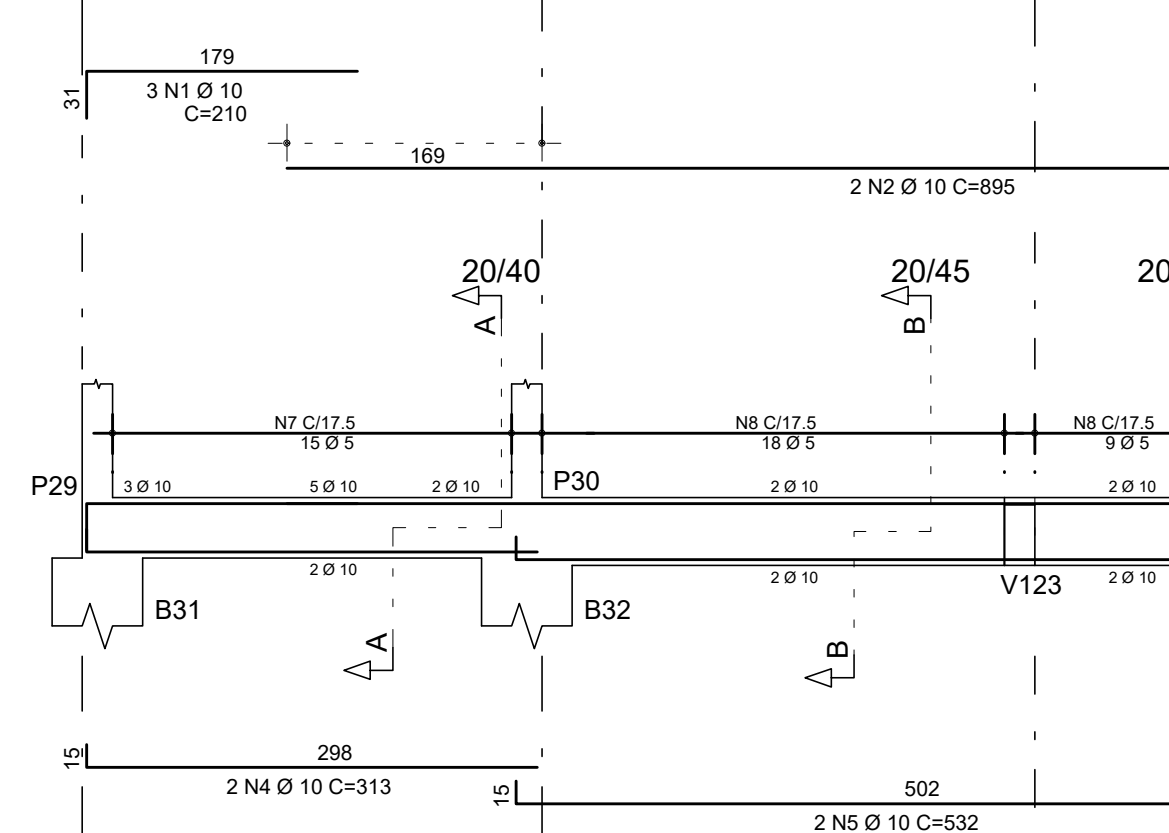 179
31
3 N1 Ø 10
C=210
169
2 N2 Ø 10 C=895
20/40
20/45
20
A
B
N7 C/17.5
N8 C/17.5
N8 C/17.5
15 Ø 5
18 Ø 5
9 Ø 5
P29
3 Ø 10
5 Ø 10
2 Ø 10
P30
2 Ø 10
2 Ø 10
2 Ø 10
2 Ø 10
2 Ø 10
V123
B31
B32
A
B
15
298
2 N4 Ø 10 C=313
15
502
2 N5 Ø 10 C=532